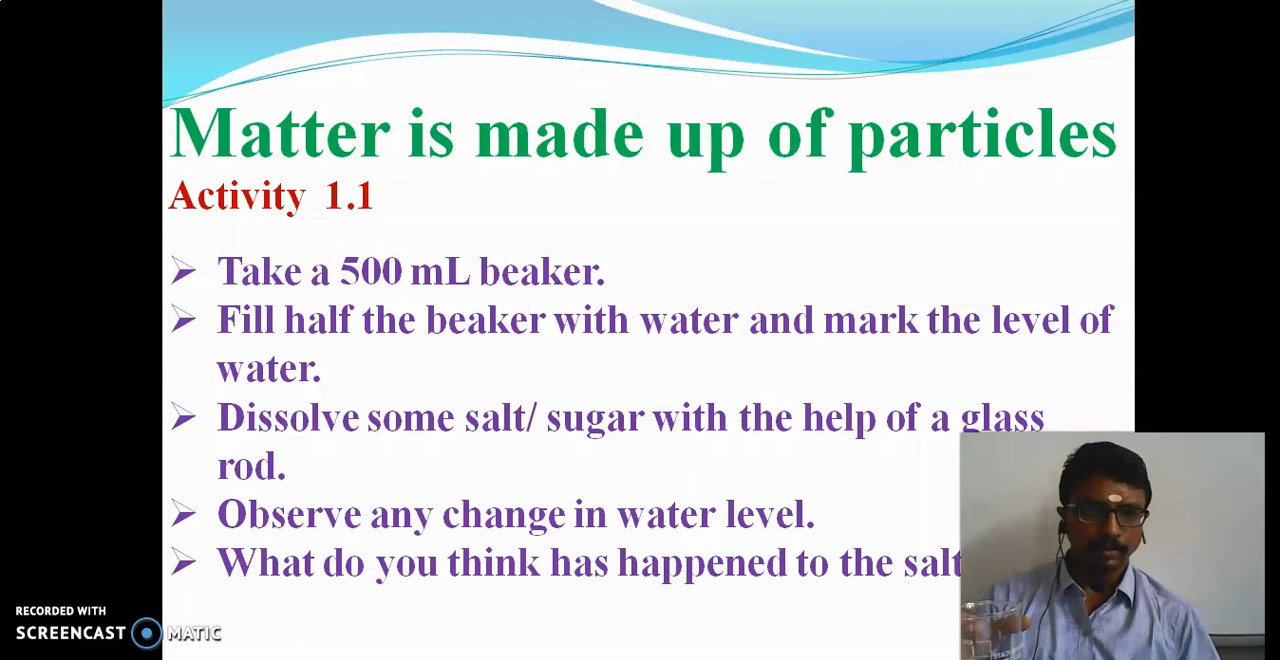 Matter is made up of particles
Activity 1.1
➢ Take a 500 mL beaker.
➢ Fill half the beaker with water and mark the level of
water.
➢ Dissolve some salt/ sugar with the help of a glass
rod.
➢ Observe any change in water level.
➢ What do you think has happened to the salt
RECORDED WITH
SCREENCAST MATIC